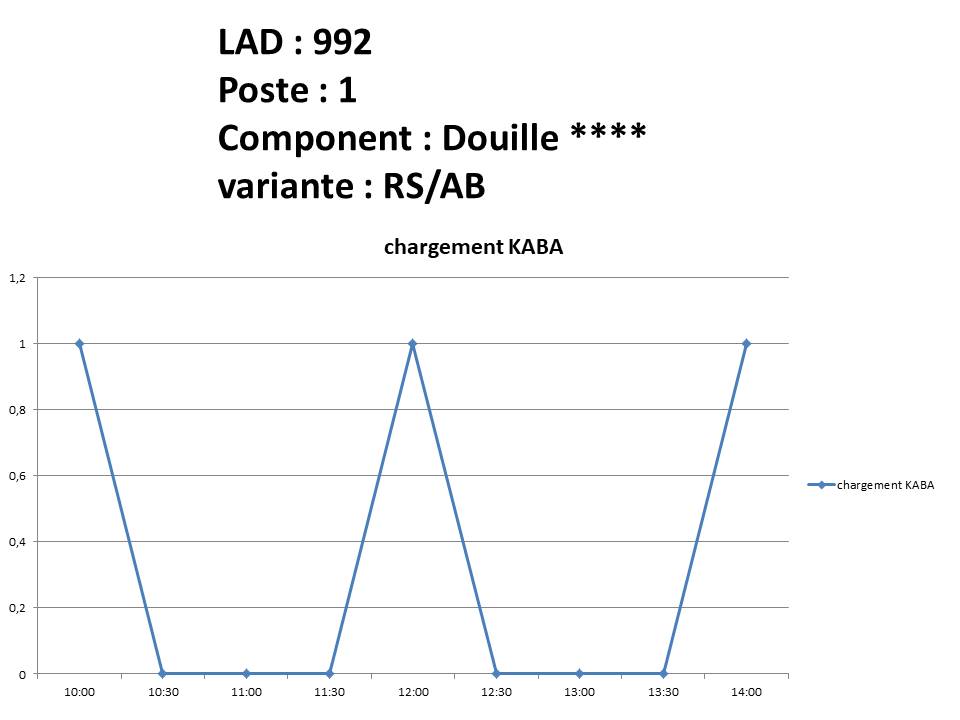 LAD : 992
Poste : 1
Component : Douille ****
variante : RS/AB
chargement KABA
1,2
1
0,8
0,6
0,4
0,2
0
10:00 10:30 11:00 11:30 12:00 12:30 13:00 13:30 14:00
chargement KABA